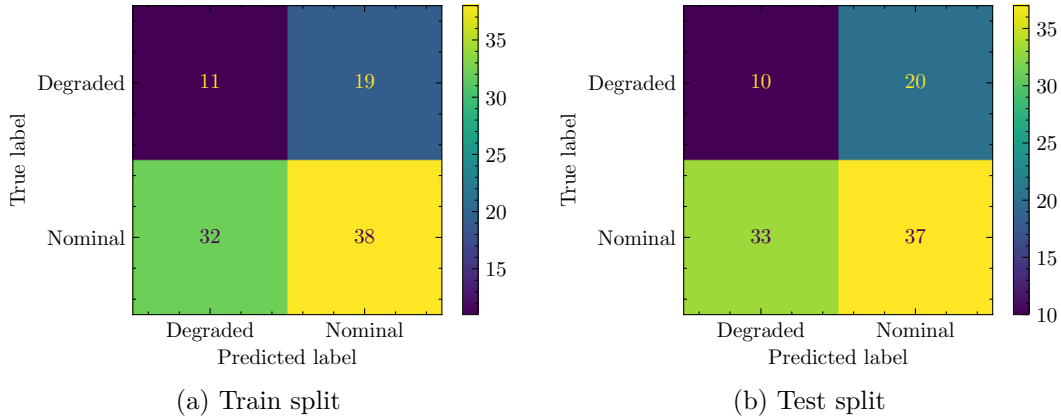 Degraded
Nominal
True label
11
19
32
38
Degraded
Nominal
Predicted label
35
30
25
20
15
(a) Train split
Degraded
Nominal
True label
10
20
33
37
Degraded
Nominal
Predicted label
35
30
25
20
15
10
(b) Test split